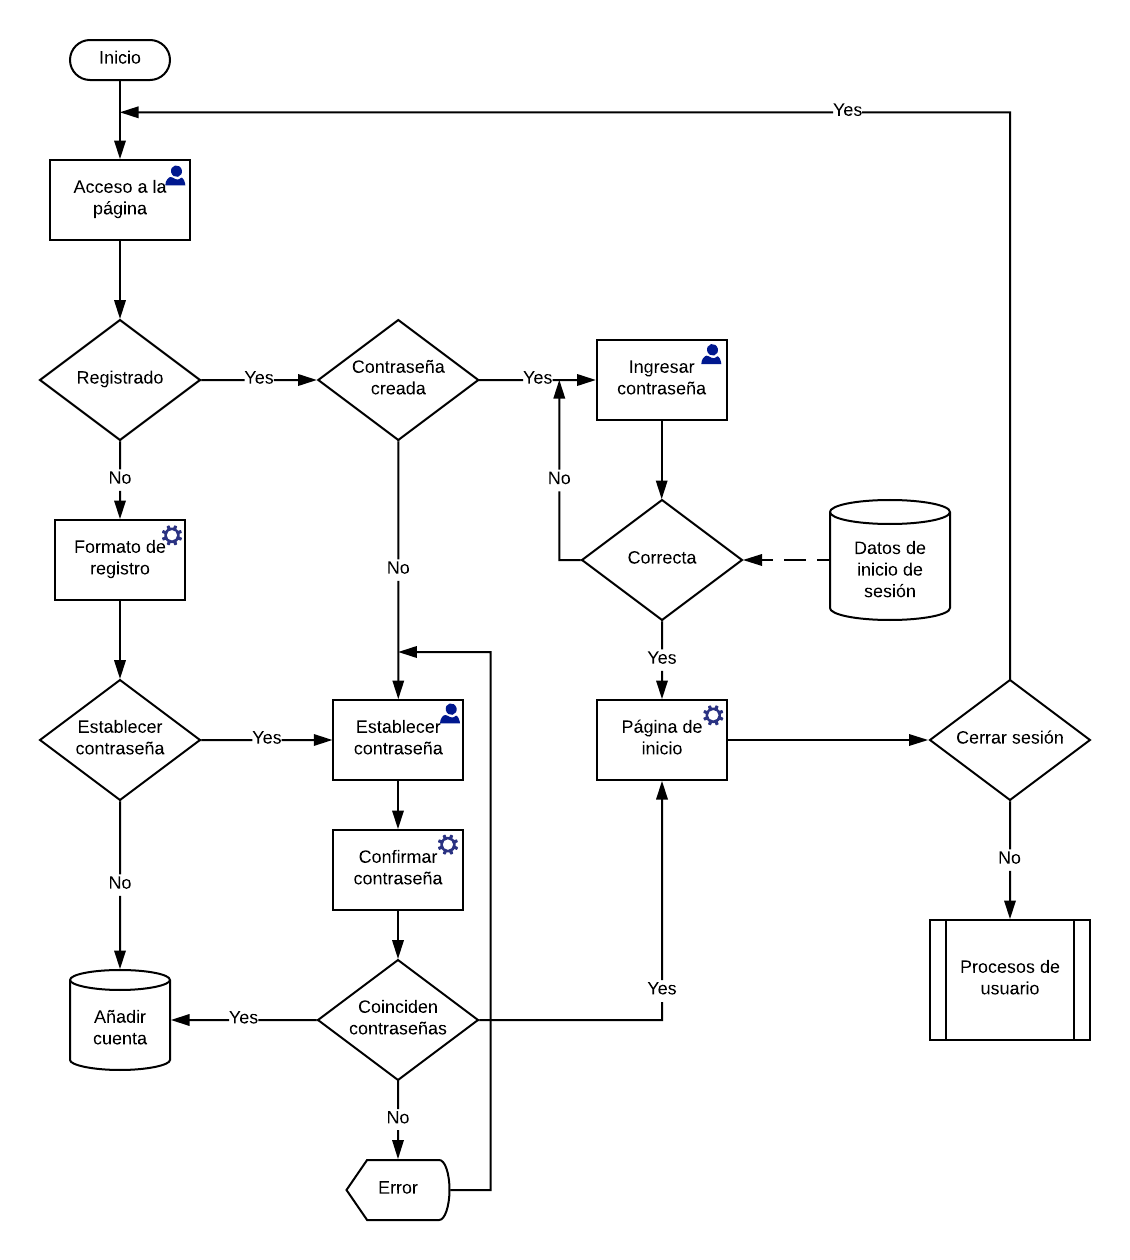 Inicio
Yes
Acceso a la
página
Registrado
Yes
Contraseña
creada
Yes
Ingresar
contraseña
No
No
Formato de
registro
No
Correcta
Datos de
inicio de
sesión
Yes
Establecer
contraseña
Yes
Establecer
contraseña
Página de
inicio
Cerrar sesión
Confirmar
contraseña
No
No
Añadir
cuenta
Yes
Coinciden
contraseñas
Yes
Procesos de
usuario
No
Error